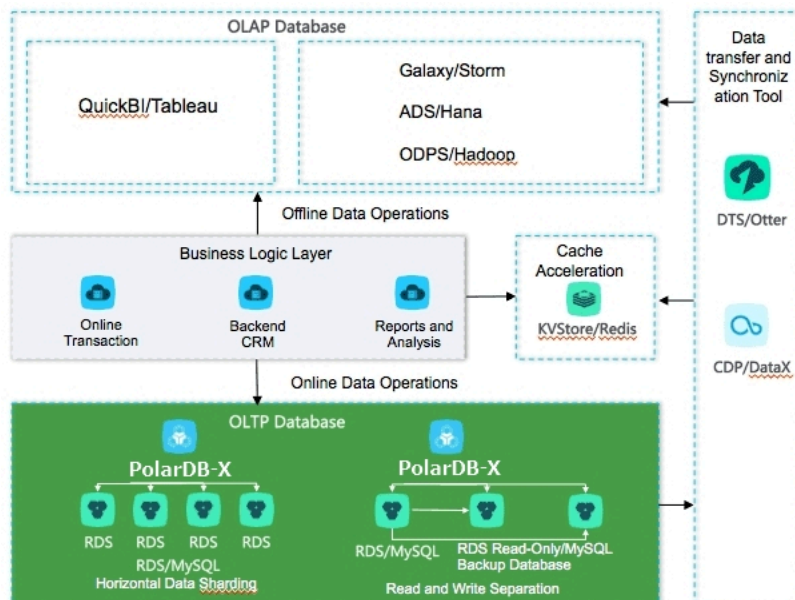 OLAP Database
QuickBI/Tableau
Galaxy/Storm
ADS/Hana
ODPS/Hadoop
Data
transfer and
Synchroniz
ation Tool
DTS/Otter
CDP/DataX
Offline Data Operations
Business Logic Layer
Online
Transaction
Backend
CRM
Reports and
Analysis
Cache
Acceleration
KVStore/Redis
Online Data Operations
OLTP Database
PolarDB-X
RDS
RDS
RDS
RDS
RDS/MySQL
Horizontal Data Sharding
PolarDB-X
RDS/MySQL
RDS Read-Only/MySQL
Backup Database
Read and Write Separation